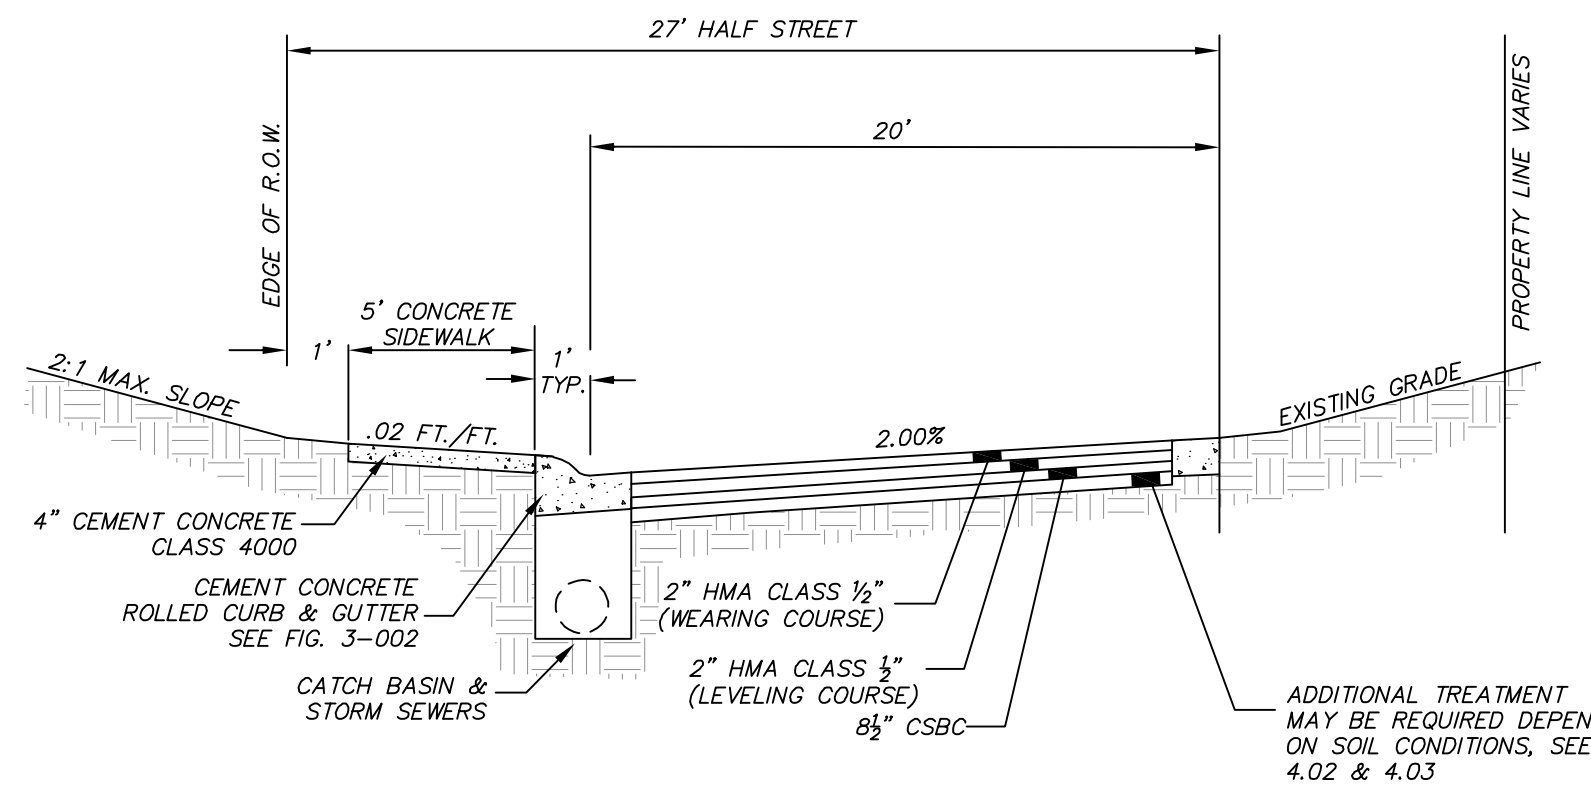 27' HALF STREET
20'
EDGE OF R.O.W.
PROPERTY LINE VARIES
5' CONCRETE
SIDEWALK
1'
1'
TYP.
2:1 MAX. SLOPE
.02 FT./FT.
2.00%
EXISTING GRADE
4" CEMENT CONCRETE
CLASS 4000
CEMENT CONCRETE
ROLLED CURB & GUTTER
SEE FIG. 3-002
CATCH BASIN &
STORM SEWERS
2" HMA CLASS ½"
(WEARING COURSE)
2" HMA CLASS ½"
(LEVELING COURSE)
8½" CSBC
ADDITIONAL TREATMENT
MAY BE REQUIRED DEPEN
ON SOIL CONDITIONS, SEE
4.02 & 4.03